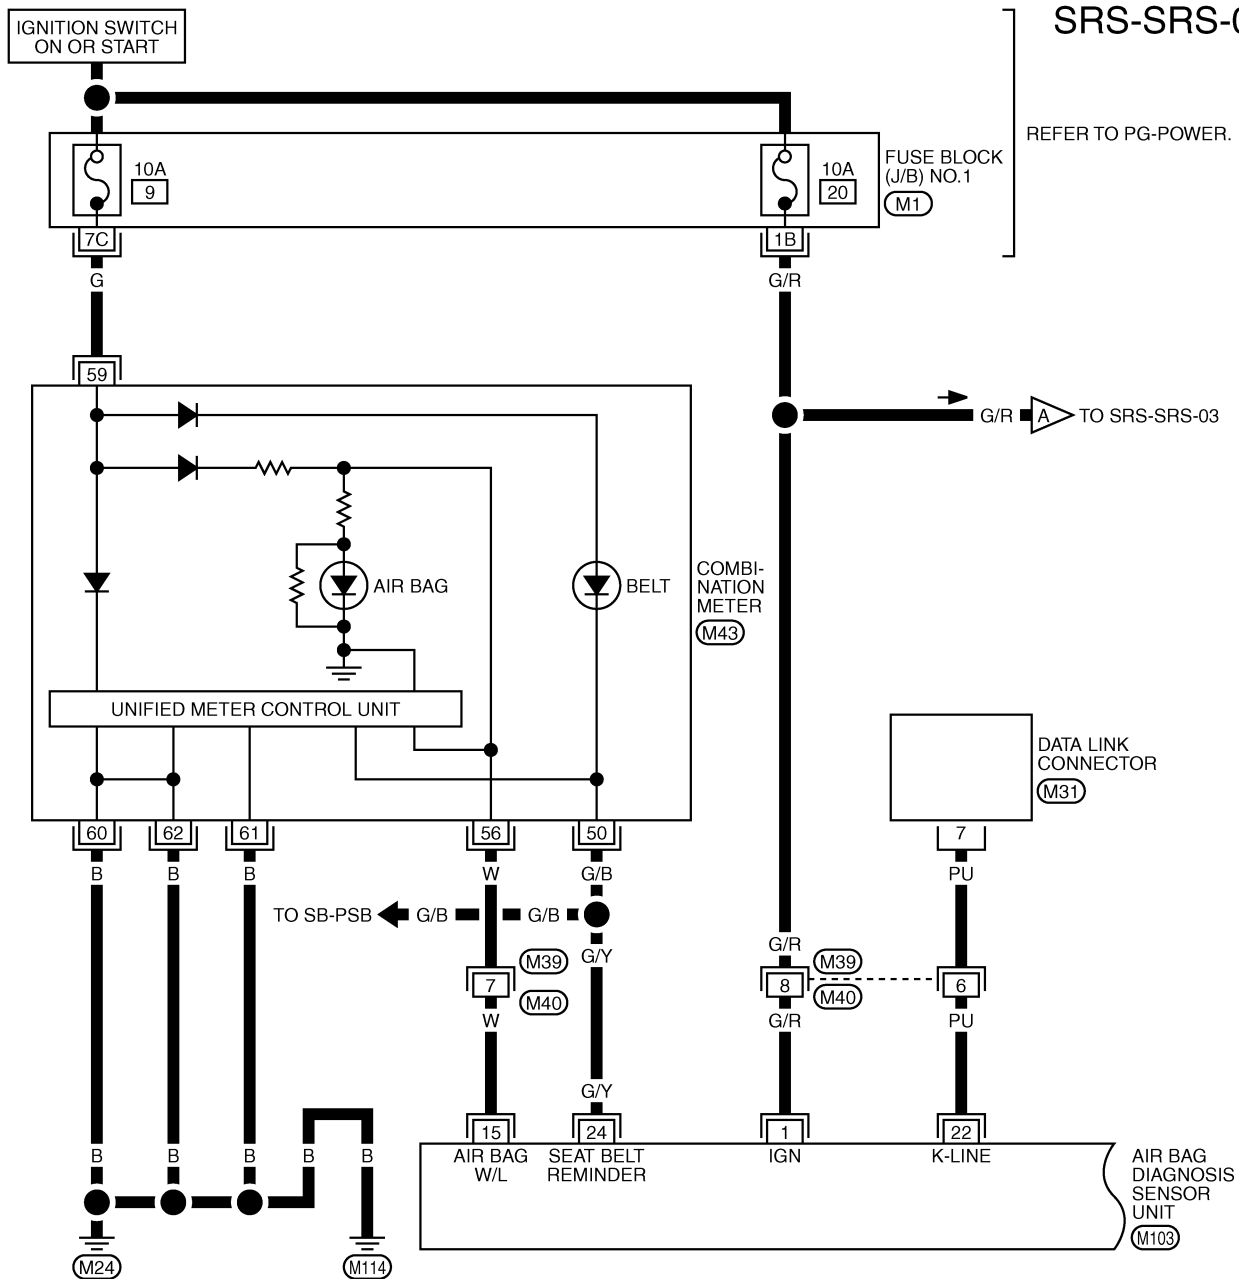 SRS-SRS-0
IGNITION SWITCH
ON OR START
REFER TO PG-POWER.
10A
9
10A
20
FUSE BLOCK
(J/B) NO.1
M1
7C
1B
G
G/R
59
G/R
A
TO SRS-SRS-03
AIR BAG
BELT
COMBI-
NATION
METER
M43
UNIFIED METER CONTROL UNIT
DATA LINK
CONNECTOR
M31
60
62
61
56
50
7
B
B
B
W
G/B
PU
TO SB-PSB
G/B
G/B
G/Y
G/R
M39
7
M40
M39
8
M40
6
W
G/R
PU
G/Y
15
24
1
22
B
B
B
B
B
AIR BAG
W/L
SEAT BELT
REMINDER
IGN
K-LINE
AIR BAG
DIAGNOSIS
SENSOR
UNIT
M103
M24
M114